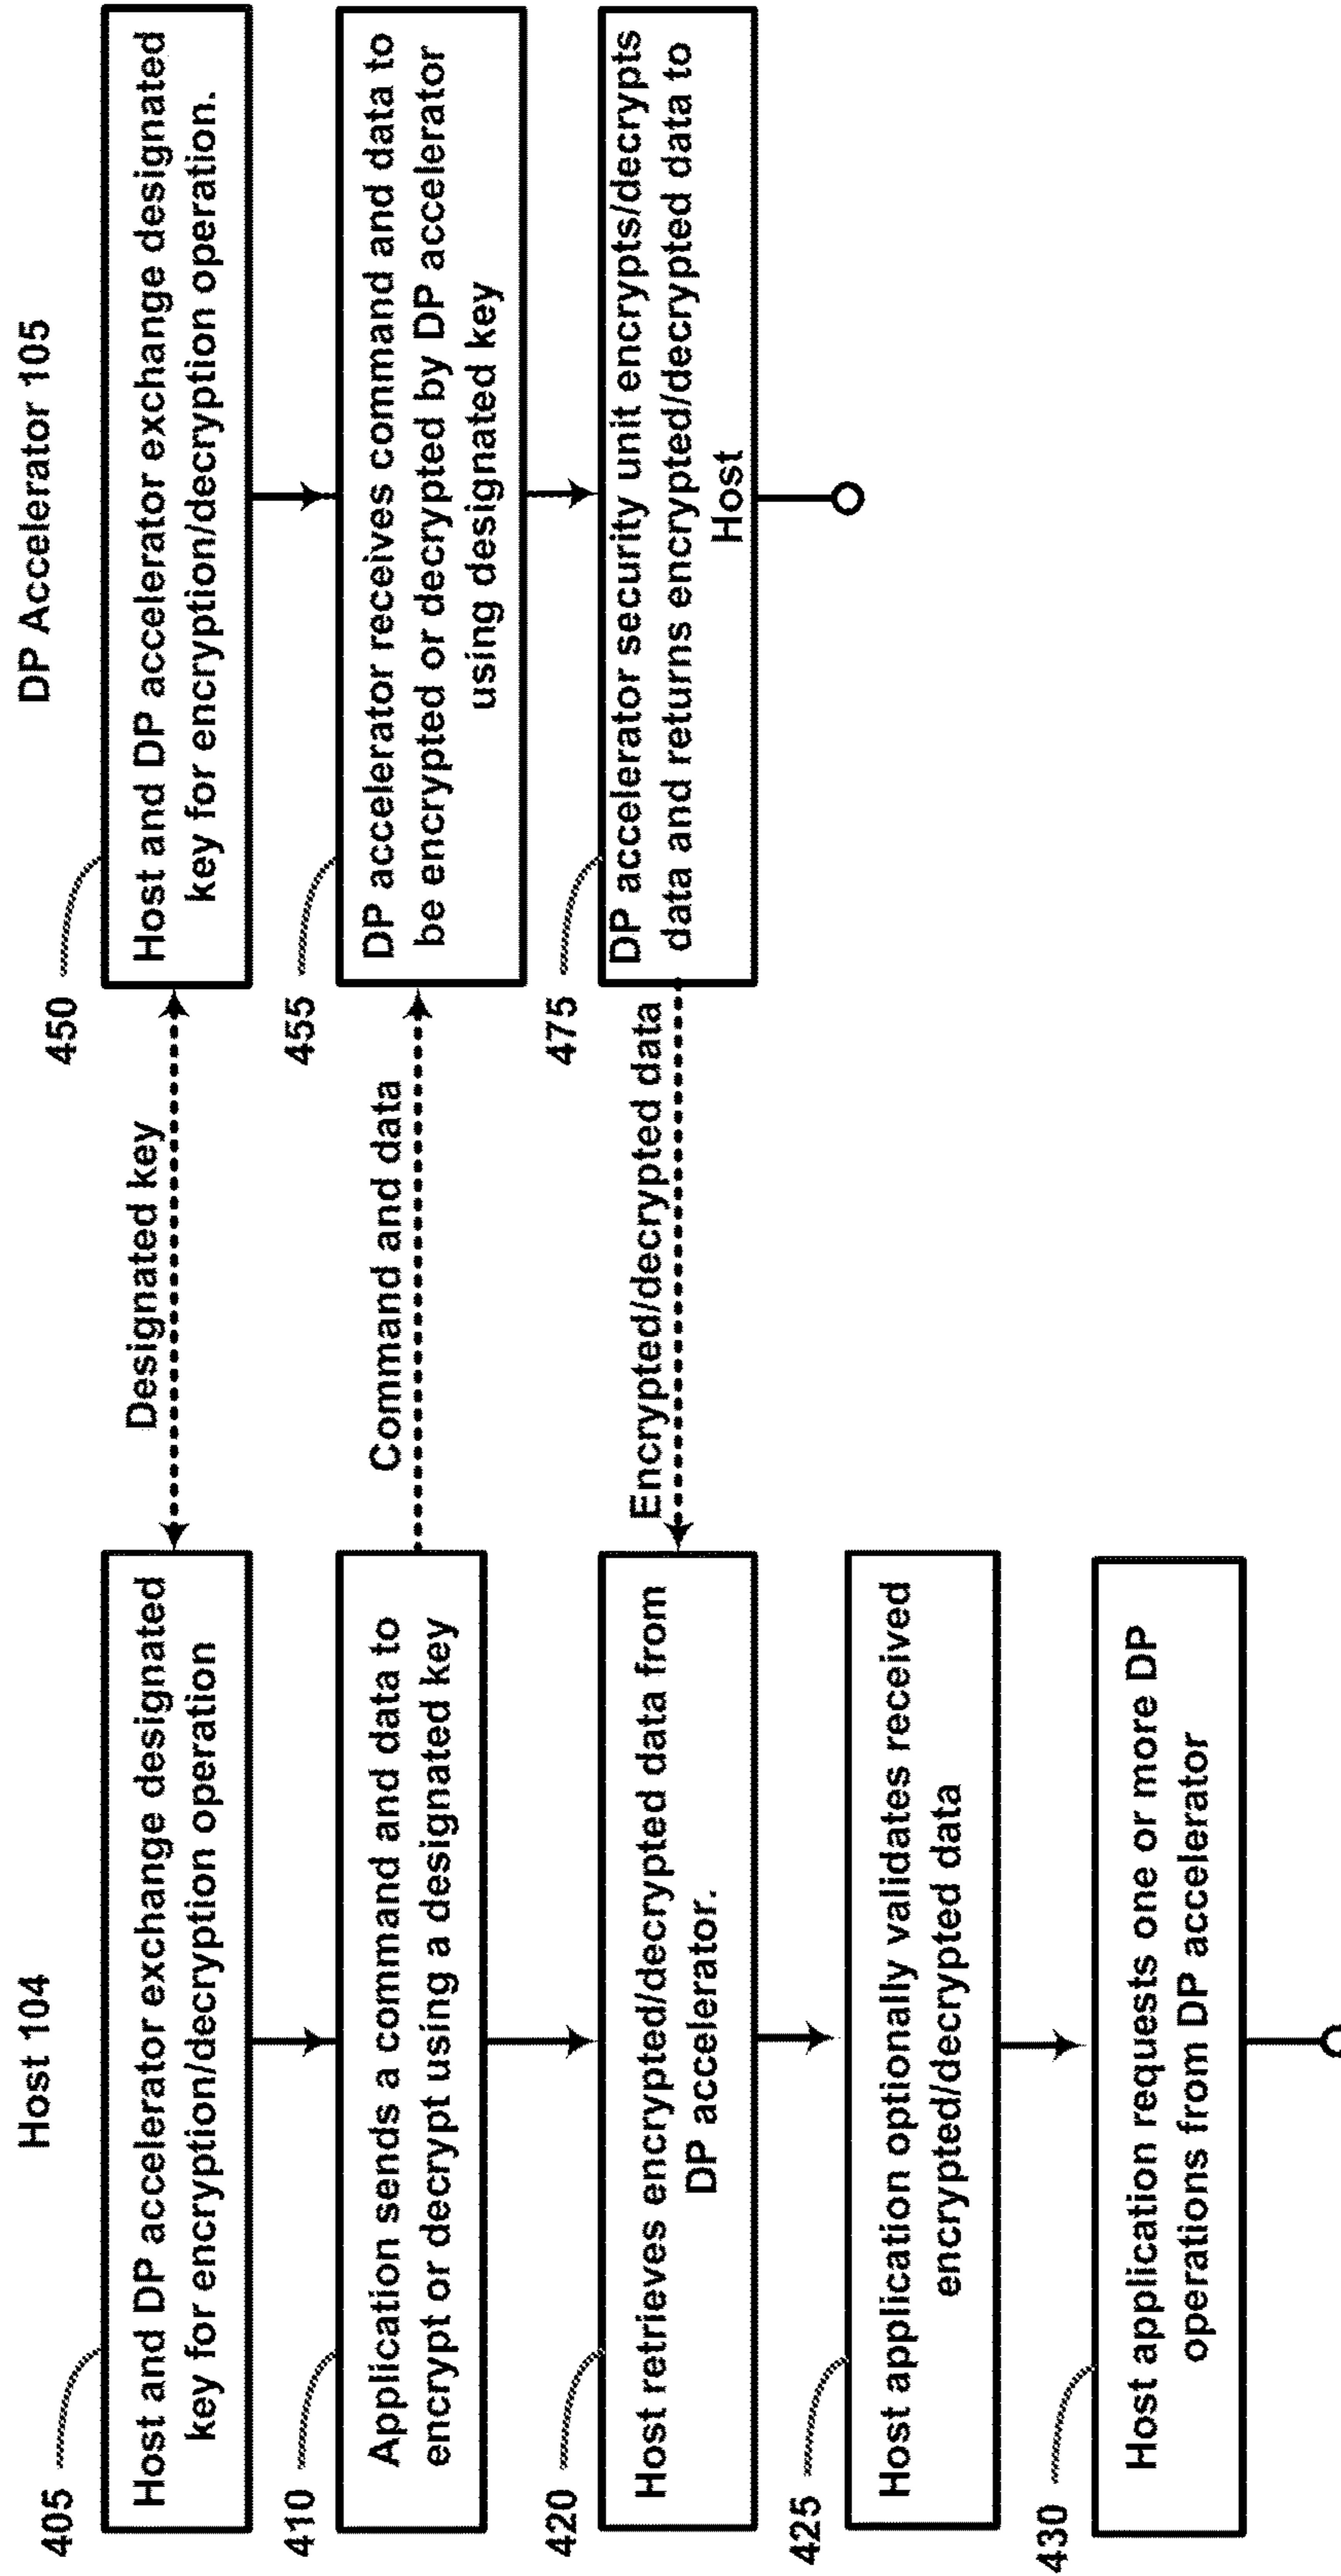 Host 104
DP Accelerator 105
405
Host and DP accelerator exchange designated
key for encryption/decryption operation
Designated key
450
Host and DP accelerator exchange designated
key for encryption/decryption operation.
410
Application sends a command and data to
encrypt or decrypt using a designated key
Command and data
455
DP accelerator receives command and data to
be encrypted or decrypted by DP accelerator
using designated key
420
Host retrieves encrypted/decrypted data from
DP accelerator.
Encrypted/decrypted data
475
DP accelerator security unit encrypts/decrypts
data and returns encrypted/decrypted data to
Host
425
Host application optionally validates received
encrypted/decrypted data
430
Host application requests one or more DP
operations from DP accelerator